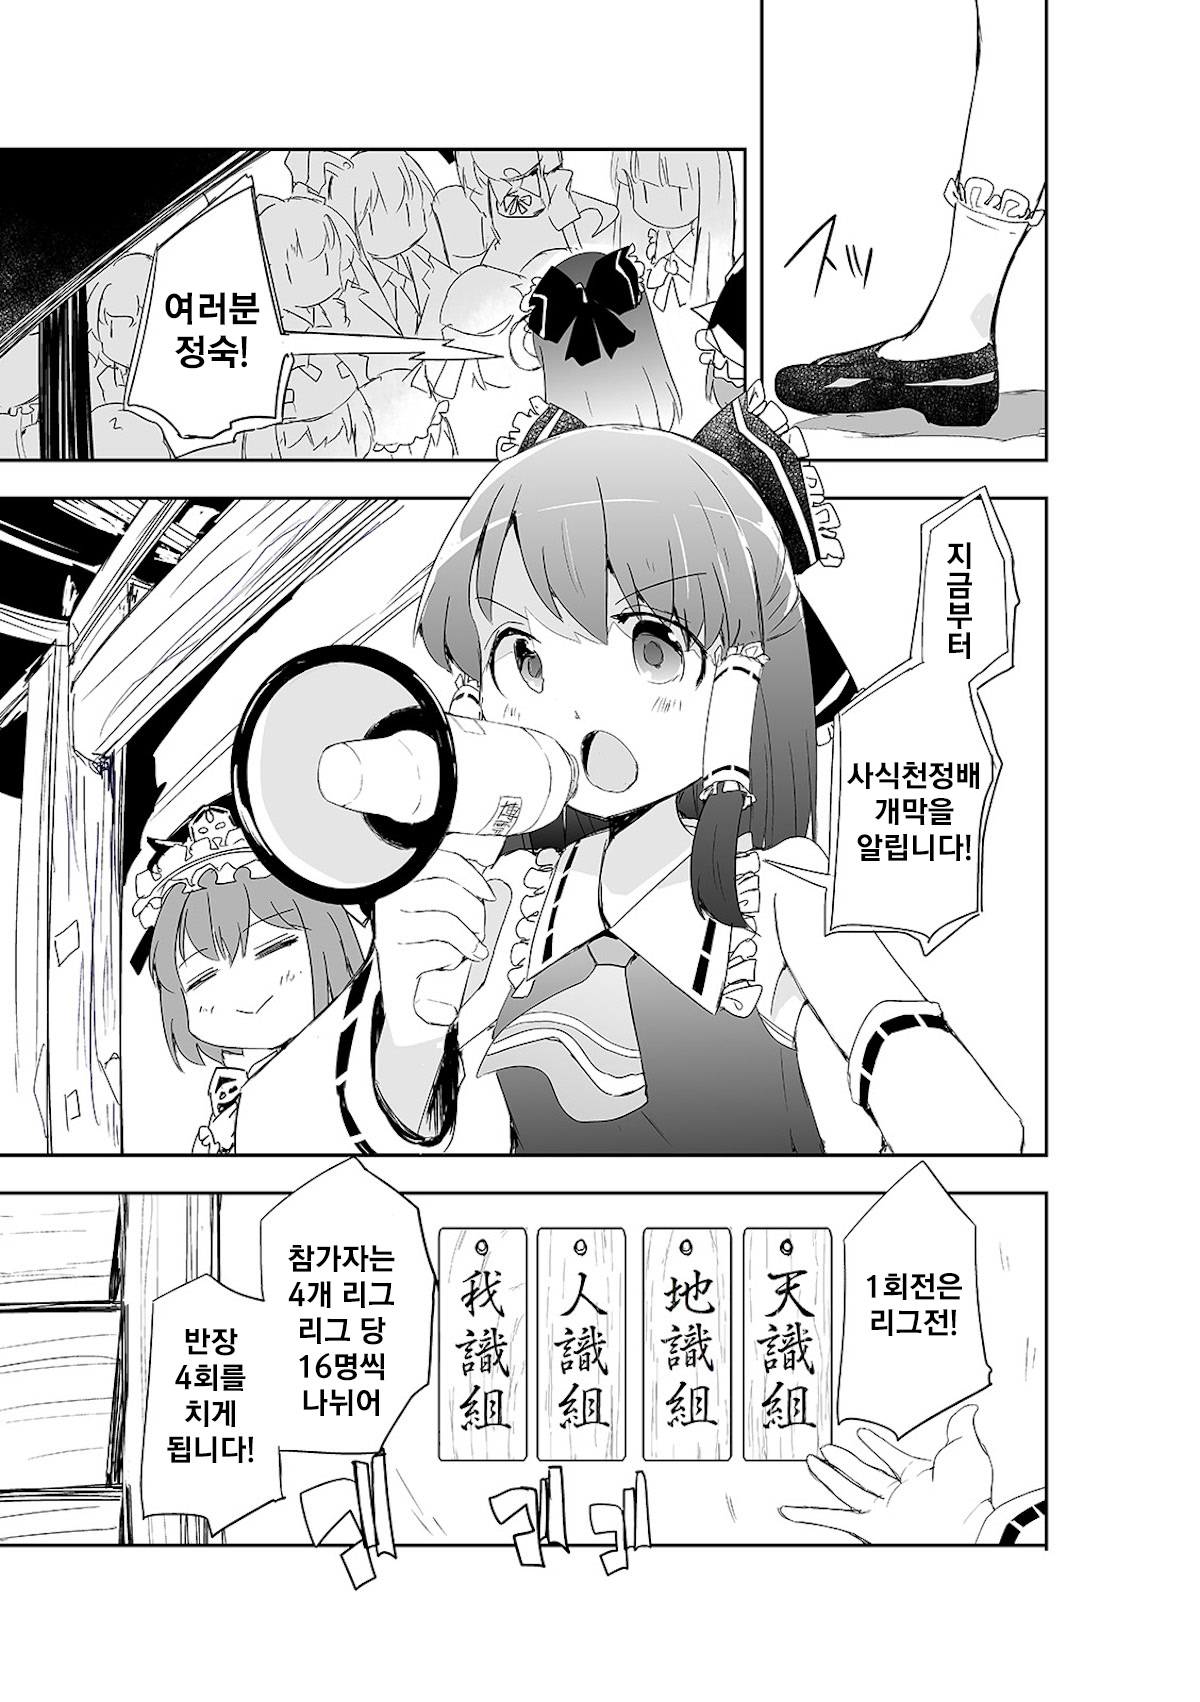 ズッ
여러분
정숙!
지금부터
사식천정배
개막을
알립니다!
1회전은
리그전!
天識組
地識組
人識組
我識組
참가자는
4개 리그
리그 당
16명씩
나뉘어
반장
4회를
치게
됩니다!